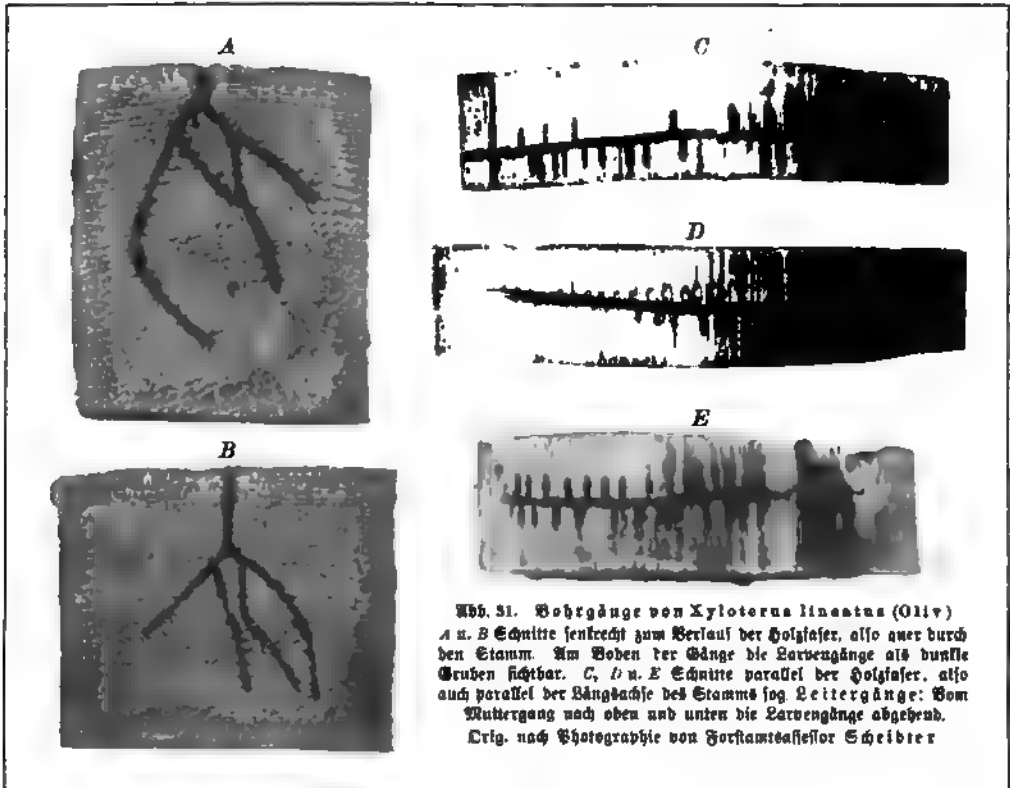 A
B
C
D
E
Abb. 31. Bohrgänge von Xyloterus lineatus (Oliv)
A u. B Schnitte senkrecht zum Verlauf der Holzfaser, also quer durch
den Stamm. Am Boden der Gänge die Larvengänge als dunkle
Gruben sichtbar. C, D u. E Schnitte parallel der Holzfaser, also
auch parallel der Längsachse des Stamms sog. Leitergänge: Vom
Muttergang nach oben und unten die Larvengänge abgehend.
Orig. nach Photographie von Forstamtsassessor Scheidter